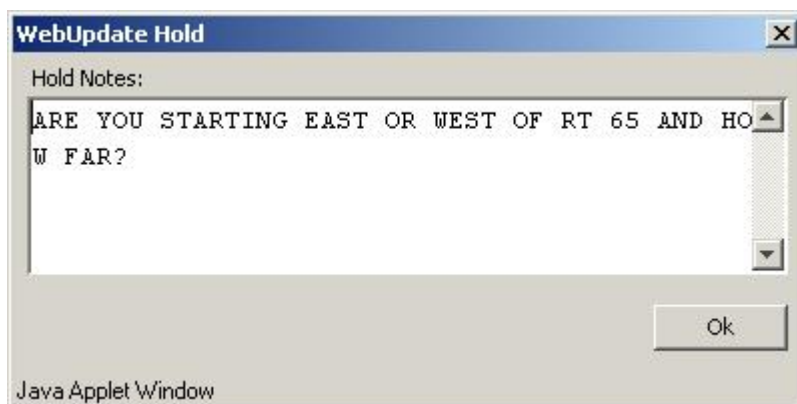 WebUpdate Hold
Hold Notes:
ARE YOU STARTING EAST OR WEST OF RT 65 AND HO
W FAR?
Ok
Java Applet Window